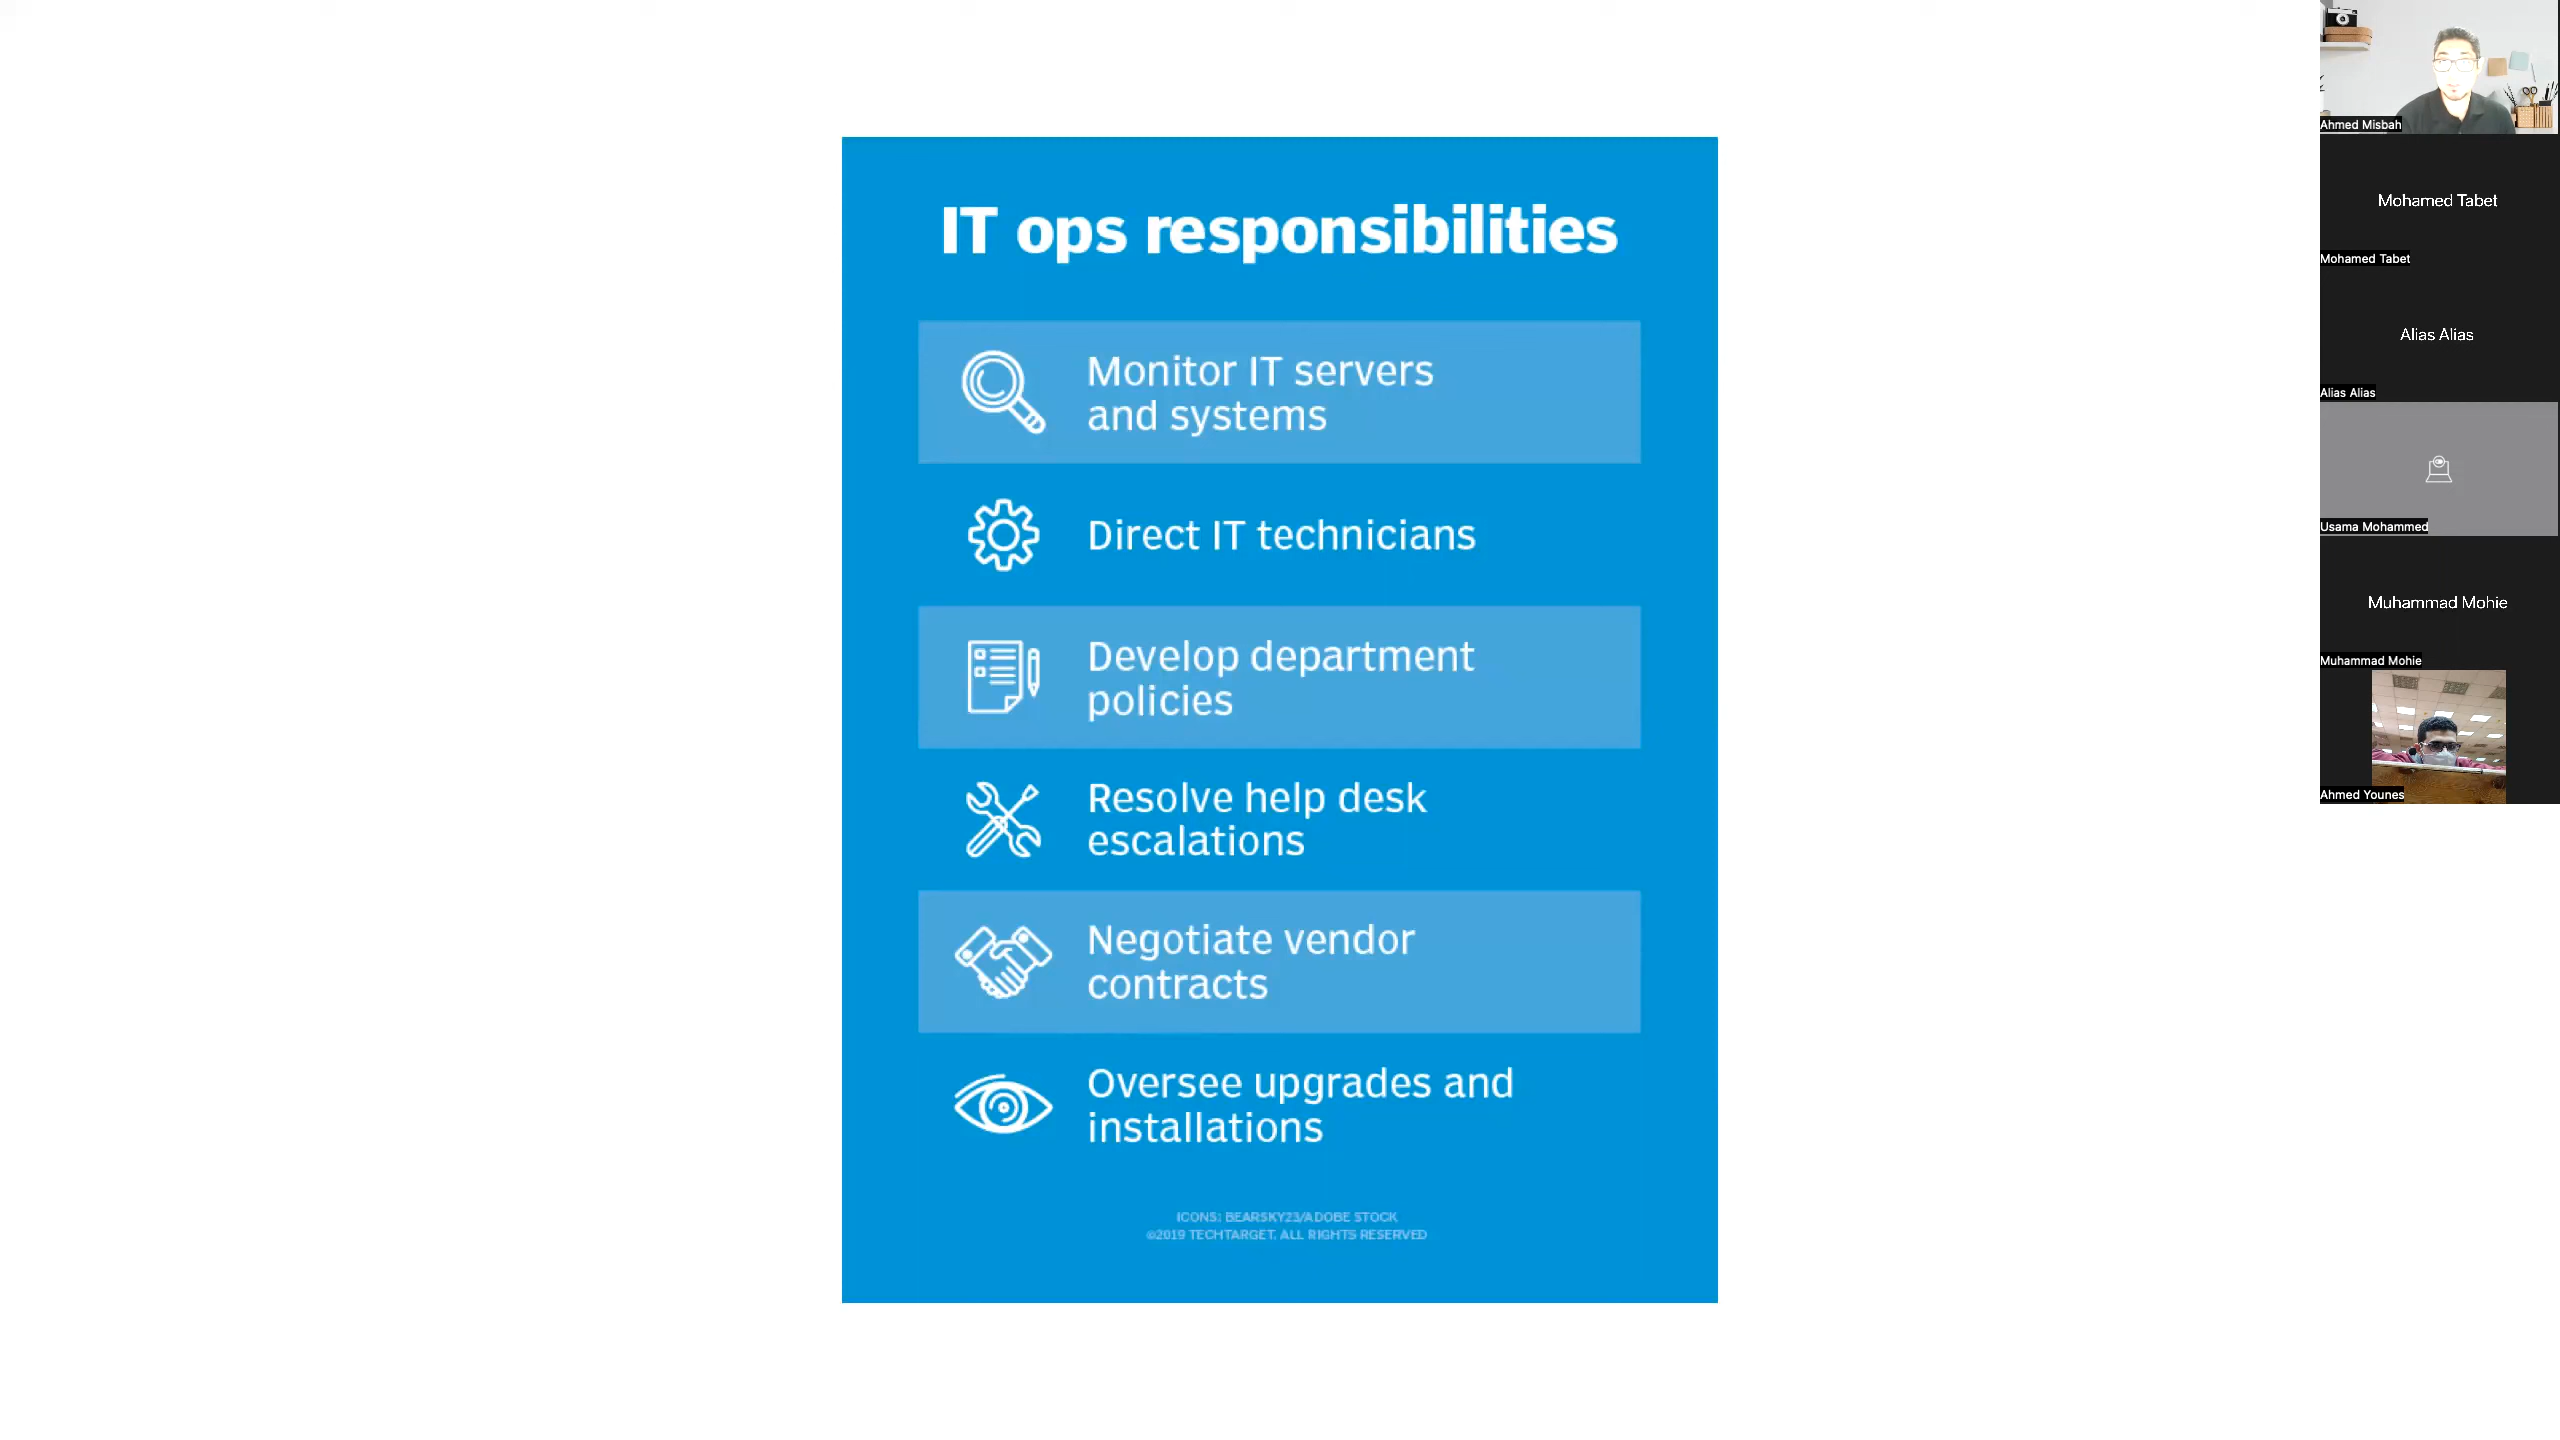 IT ops responsibilities
Monitor IT servers
and systems
Direct IT technicians
Develop department
policies
Resolve help desk
escalations
Negotiate vendor
contracts
Oversee upgrades and
installations
ICONS: BEARSKY23/ADOBE STOCK
©2019 TECHTARGET. ALL RIGHTS RESERVED
Ahmed Misbah
Mohamed Tabet
Mohamed Tabet
Alias Alias
Alias Alias
Usama Mohammed
Muhammad Mohie
Muhammad Mohie
Ahmed Younes